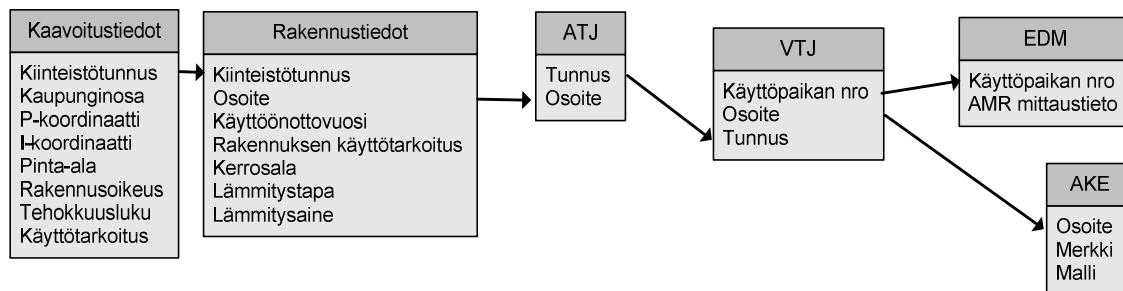 Kaavoitustiedot
Kiinteistötunnus
Kaupunginosa
P-koordinaatti
I-koordinaatti
Pinta-ala
Rakennusoikeus
Tehokkuusluku
Käyttötarkoitus
Rakennustiedot
Kiinteistötunnus
Osoite
Käyttöönottovuosi
Rakennuksen käyttötarkoitus
Kerrosala
Lämmitystapa
Lämmitysaine
ATJ
Tunnus
Osoite
VTJ
Käyttöpaikan nro
Osoite
Tunnus
EDM
Käyttöpaikan nro
AMR mittaustieto
AKE
Osoite
Merkki
Malli